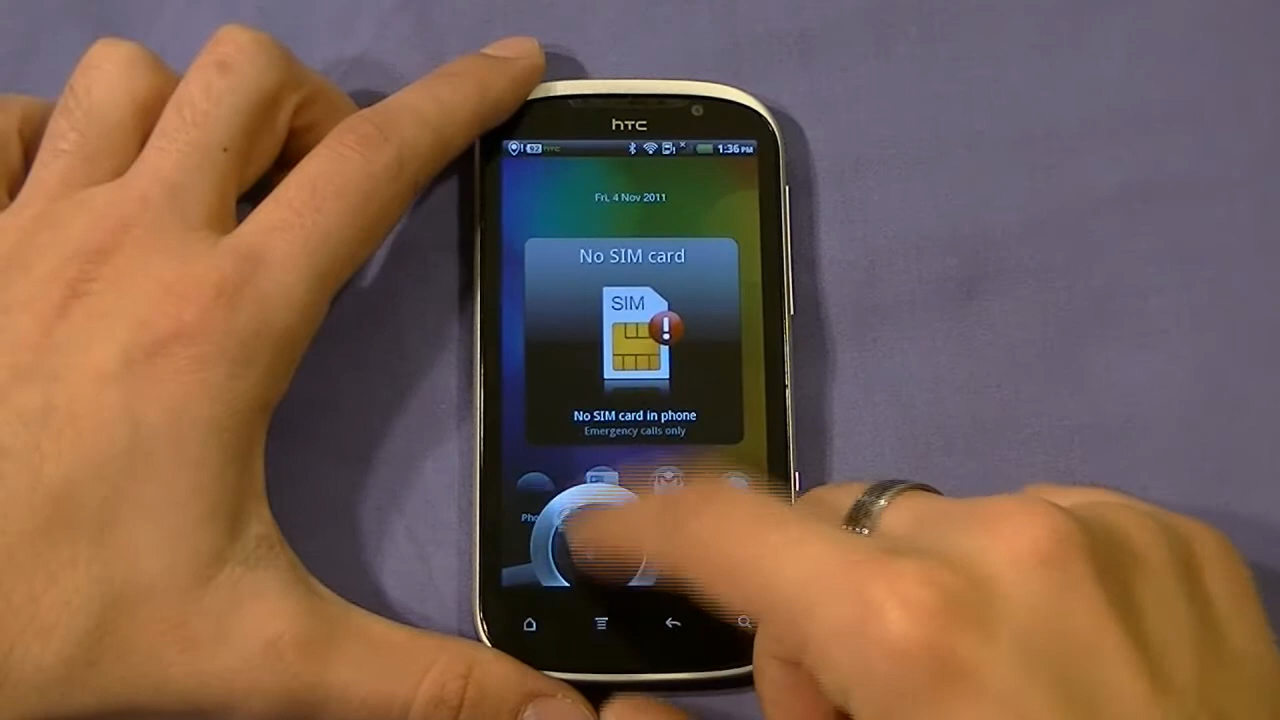 hTC
1:36 PM
Fri, 4 Nov 2011
No SIM card
SIM
No SIM card in phone
Emergency calls only